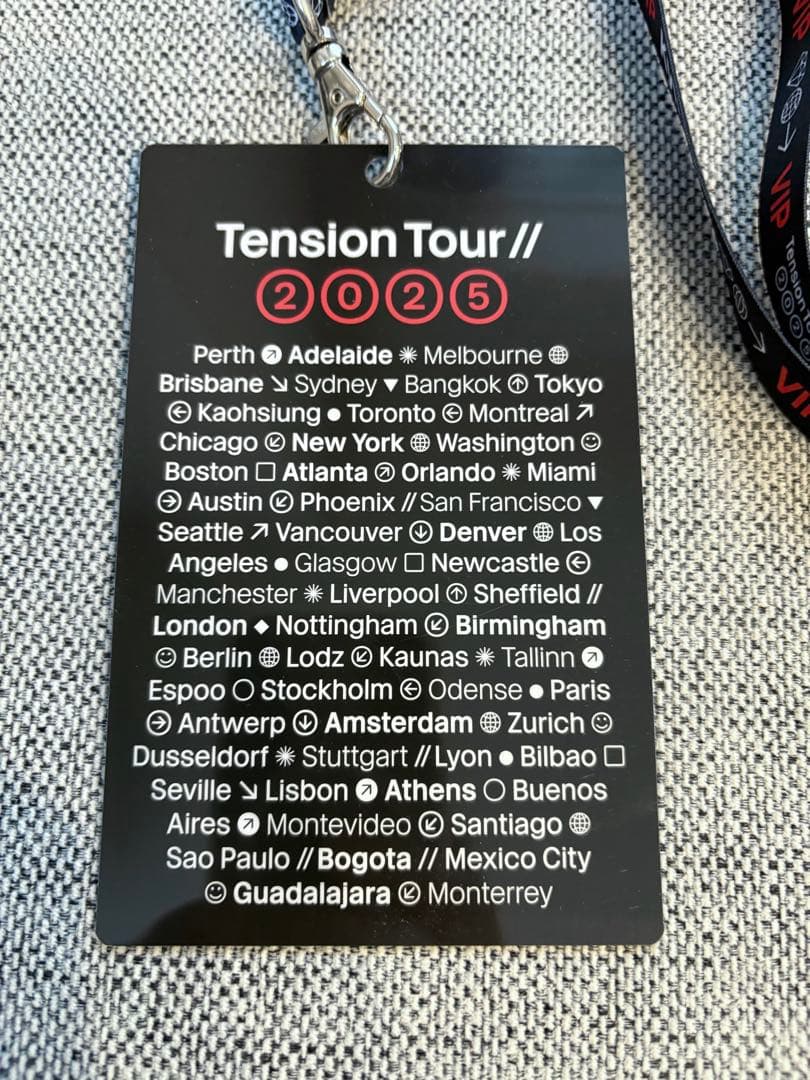 Tension Tour//
2025
Perth Adelaide Melbourne
Brisbane ↘ Sydney ▼ Bangkok Tokyo
Kaohsiung ● Toronto Montreal ↗
Chicago New York Washington ☺
Boston □ Atlanta Orlando ✺ Miami
Austin Phoenix // San Francisco ▼
Seattle ↗ Vancouver Denver Los
Angeles ● Glasgow □ Newcastle
Manchester Liverpool Sheffield //
London ◆ Nottingham Birmingham
☺ Berlin Lodz Kaunas Tallinn
Espoo ○ Stockholm Odense ● Paris
Antwerp Amsterdam Zurich ☺
Dusseldorf Stuttgart // Lyon ● Bilbao □
Seville ↘ Lisbon Athens ○ Buenos
Aires Montevideo Santiago
Sao Paulo // Bogota // Mexico City
☺ Guadalajara Monterrey
VIP
VIP